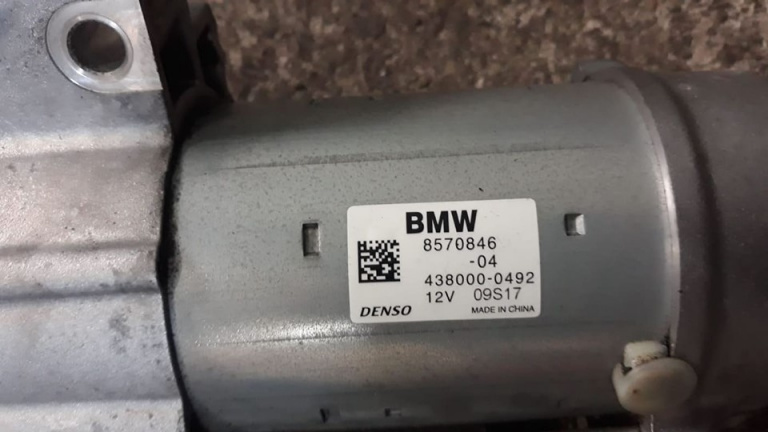 BMW
8570846
-04
438000-0492
12V 09S17
DENSO MADE IN CHINA